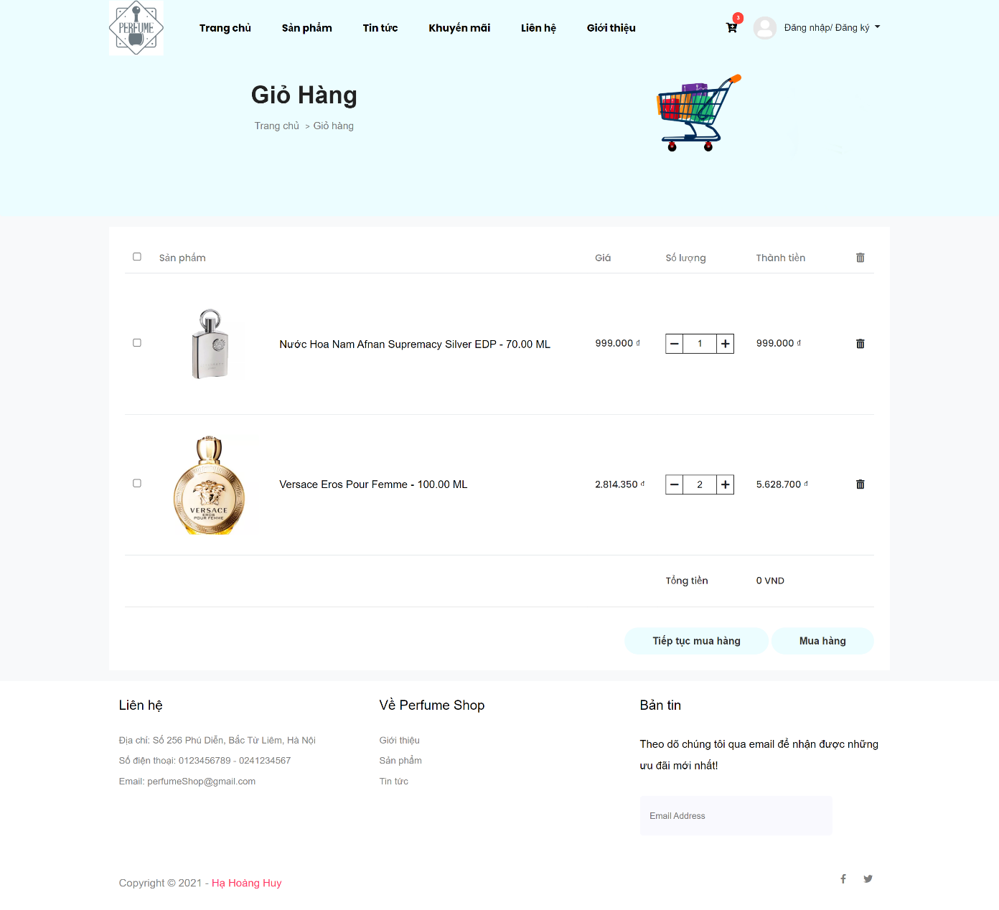 PERFUME
Trang chủ Sản phẩm Tin tức Khuyến mãi Liên hệ Giới thiệu 3 Đăng nhập/ Đăng ký
Giỏ Hàng
Trang chủ > Giỏ hàng
Sản phẩm Giá Số lượng Thành tiền
Nước Hoa Nam Afnan Supremacy Silver EDP - 70.00 ML 999.000 đ 1 999.000 đ
VERSACE
EROS
POUR FEMME
Versace Eros Pour Femme - 100.00 ML 2.814.350 đ 2 5.628.700 đ
Tổng tiền 0 VND
Tiếp tục mua hàng Mua hàng
Liên hệ
Địa chỉ: Số 256 Phú Diễn, Bắc Từ Liêm, Hà Nội
Số điện thoại: 0123456789 - 0241234567
Email: perfumeShop@gmail.com
Về Perfume Shop
Giới thiệu
Sản phẩm
Tin tức
Bản tin
Theo dõ chúng tôi qua email để nhận được những
ưu đãi mới nhất!
Email Address
Copyright © 2021 - Hạ Hoàng Huy